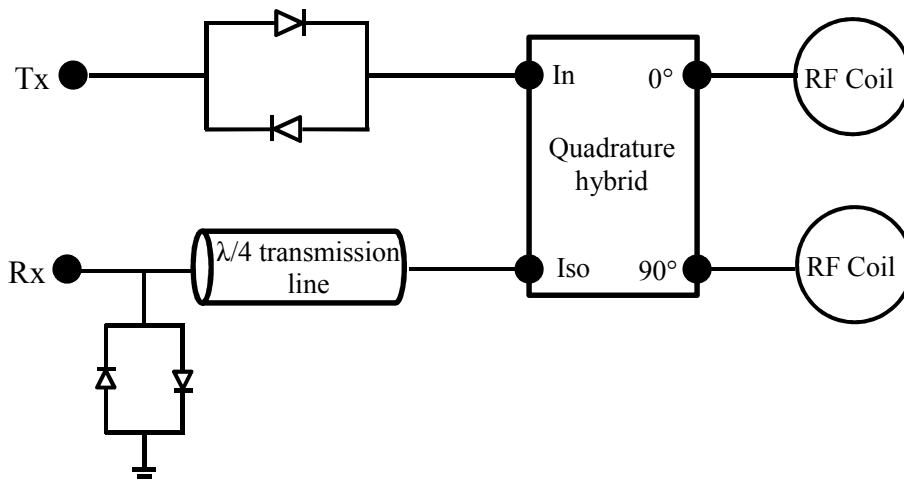 Tx
In
0°
RF Coil
Quadrature
hybrid
Rx
λ/4 transmission
line
Iso
90°
RF Coil